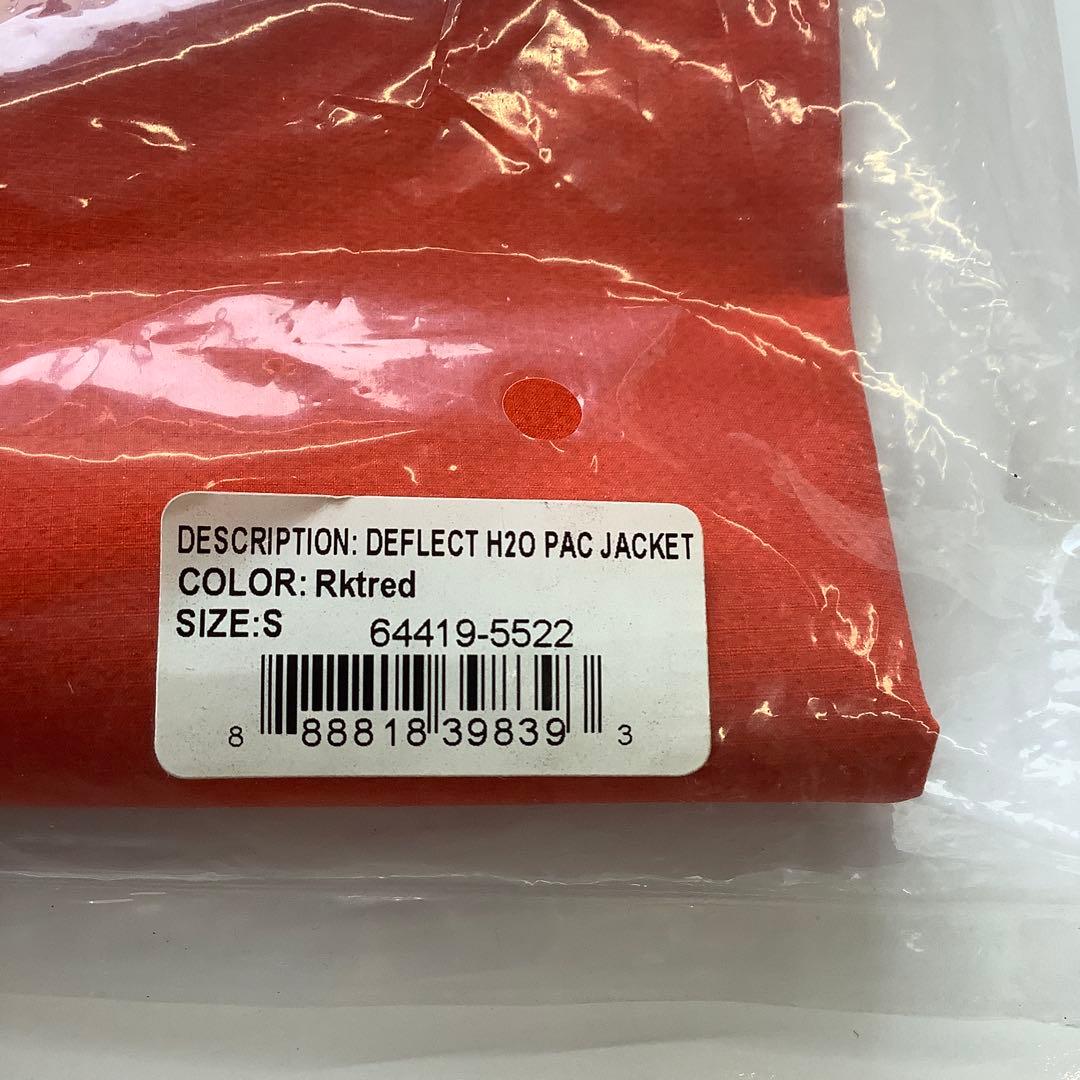 DESCRIPTION: DEFLECT H2O PAC JACKET
COLOR: Rktred
SIZE:S
64419-5522
8 88818 39839 3